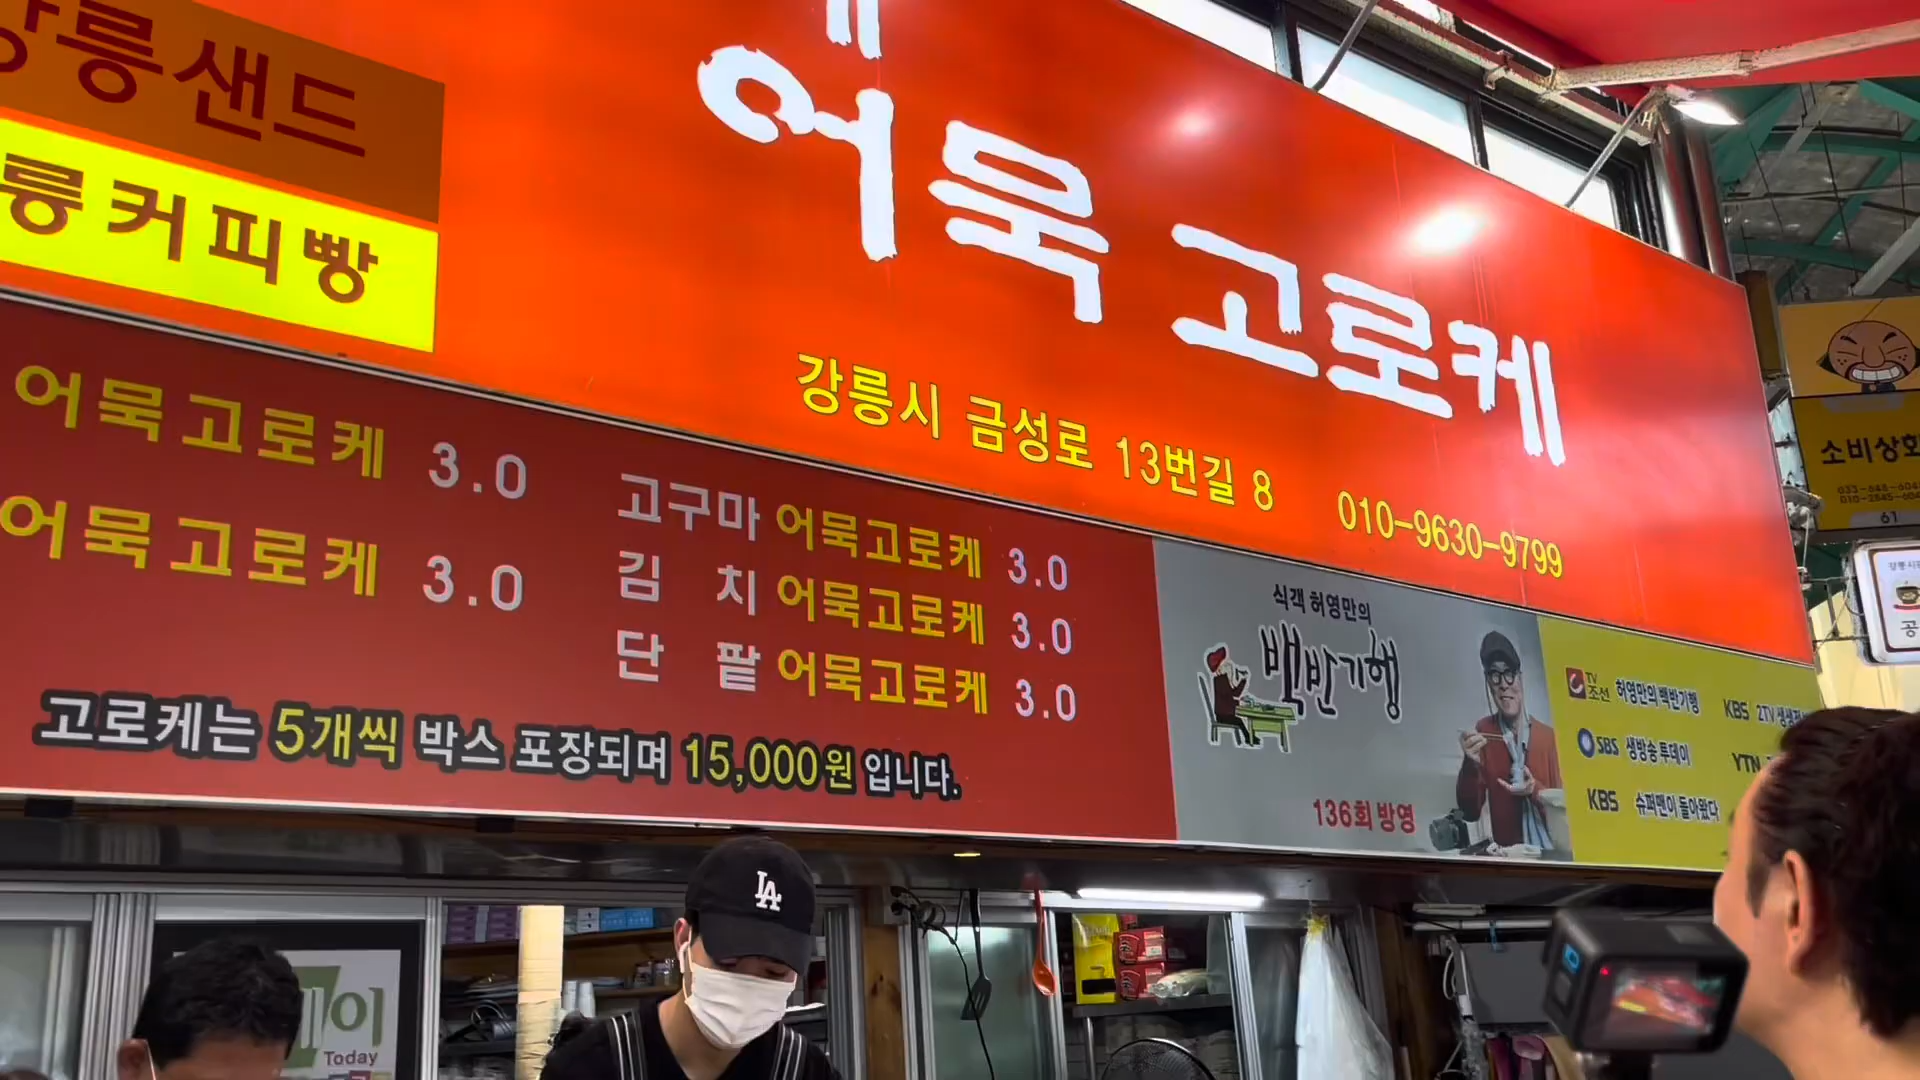 강릉샌드
릉커피빵
어묵 고로케
강릉시 금성로 13번길 8 010-9630-9799
어묵고로케 3.0
어묵고로케 3.0
고구마 어묵고로케 3.0
김 치 어묵고로케 3.0
단 팥 어묵고로케 3.0
고로케는 5개씩 박스 포장되며 15,000원 입니다.
식객 허영만의
백반기행
136회 방영
TV조선 허영만의 백반기행
SBS 생방송 투데이
KBS 슈퍼맨이 돌아왔다
KBS 2TV
YTN
소비상회
61
LA
Today
공